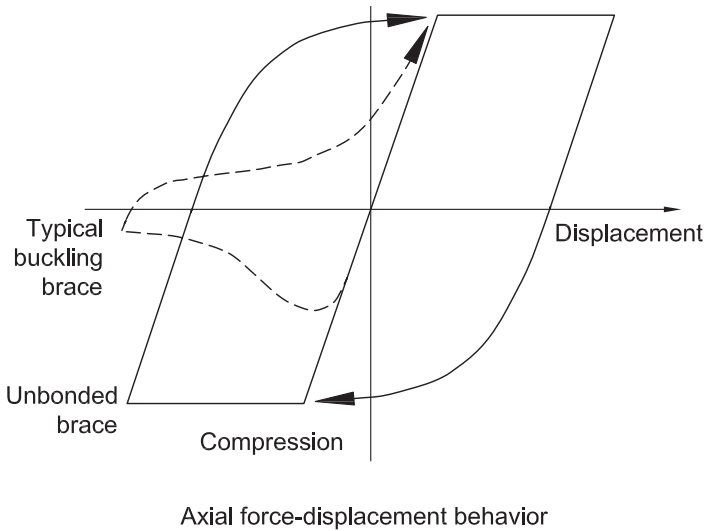 Typical
buckling
brace
Displacement
Unbonded
brace
Compression
Axial force-displacement behavior